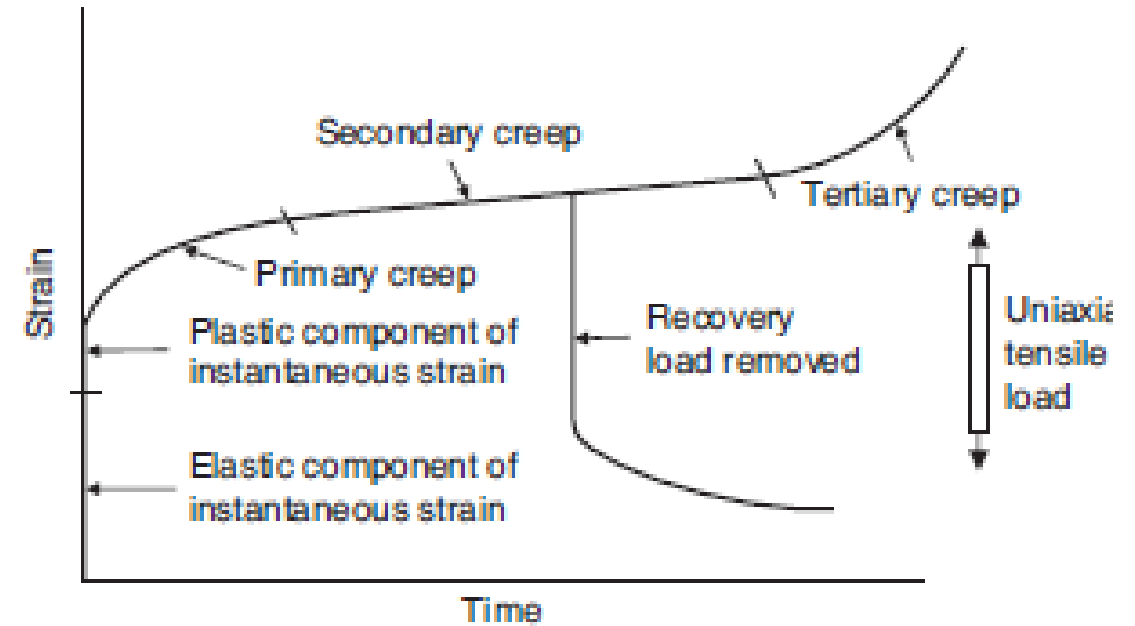 Secondary creep
Tertiary creep
Primary creep
Strain
Plastic component of
instantaneous strain
Recovery
load removed
Uniaxia
tensile
load
Elastic component of
instantaneous strain
Time